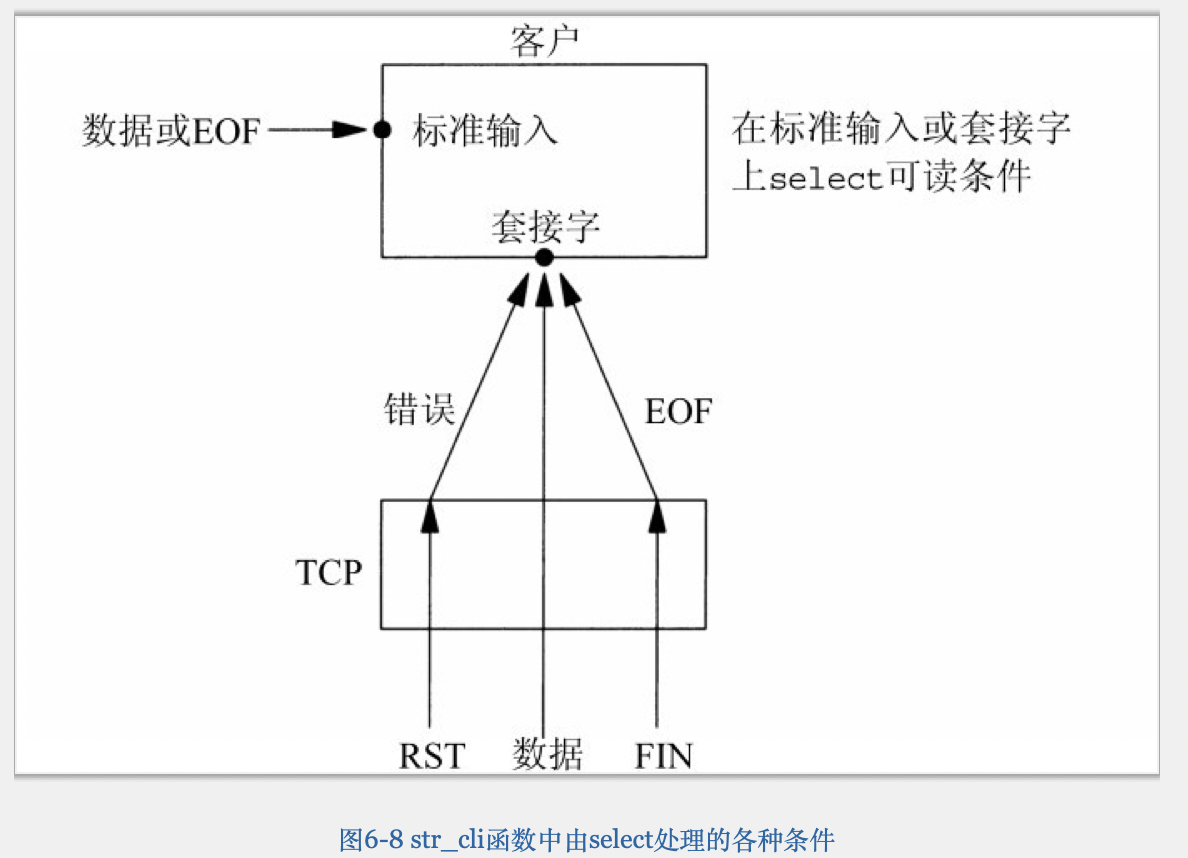 客户
数据或EOF
标准输入
在标准输入或套接字
上select可读条件
套接字
错误
EOF
TCP
RST
数据
FIN
图6-8 str_cli函数中由select处理的各种条件